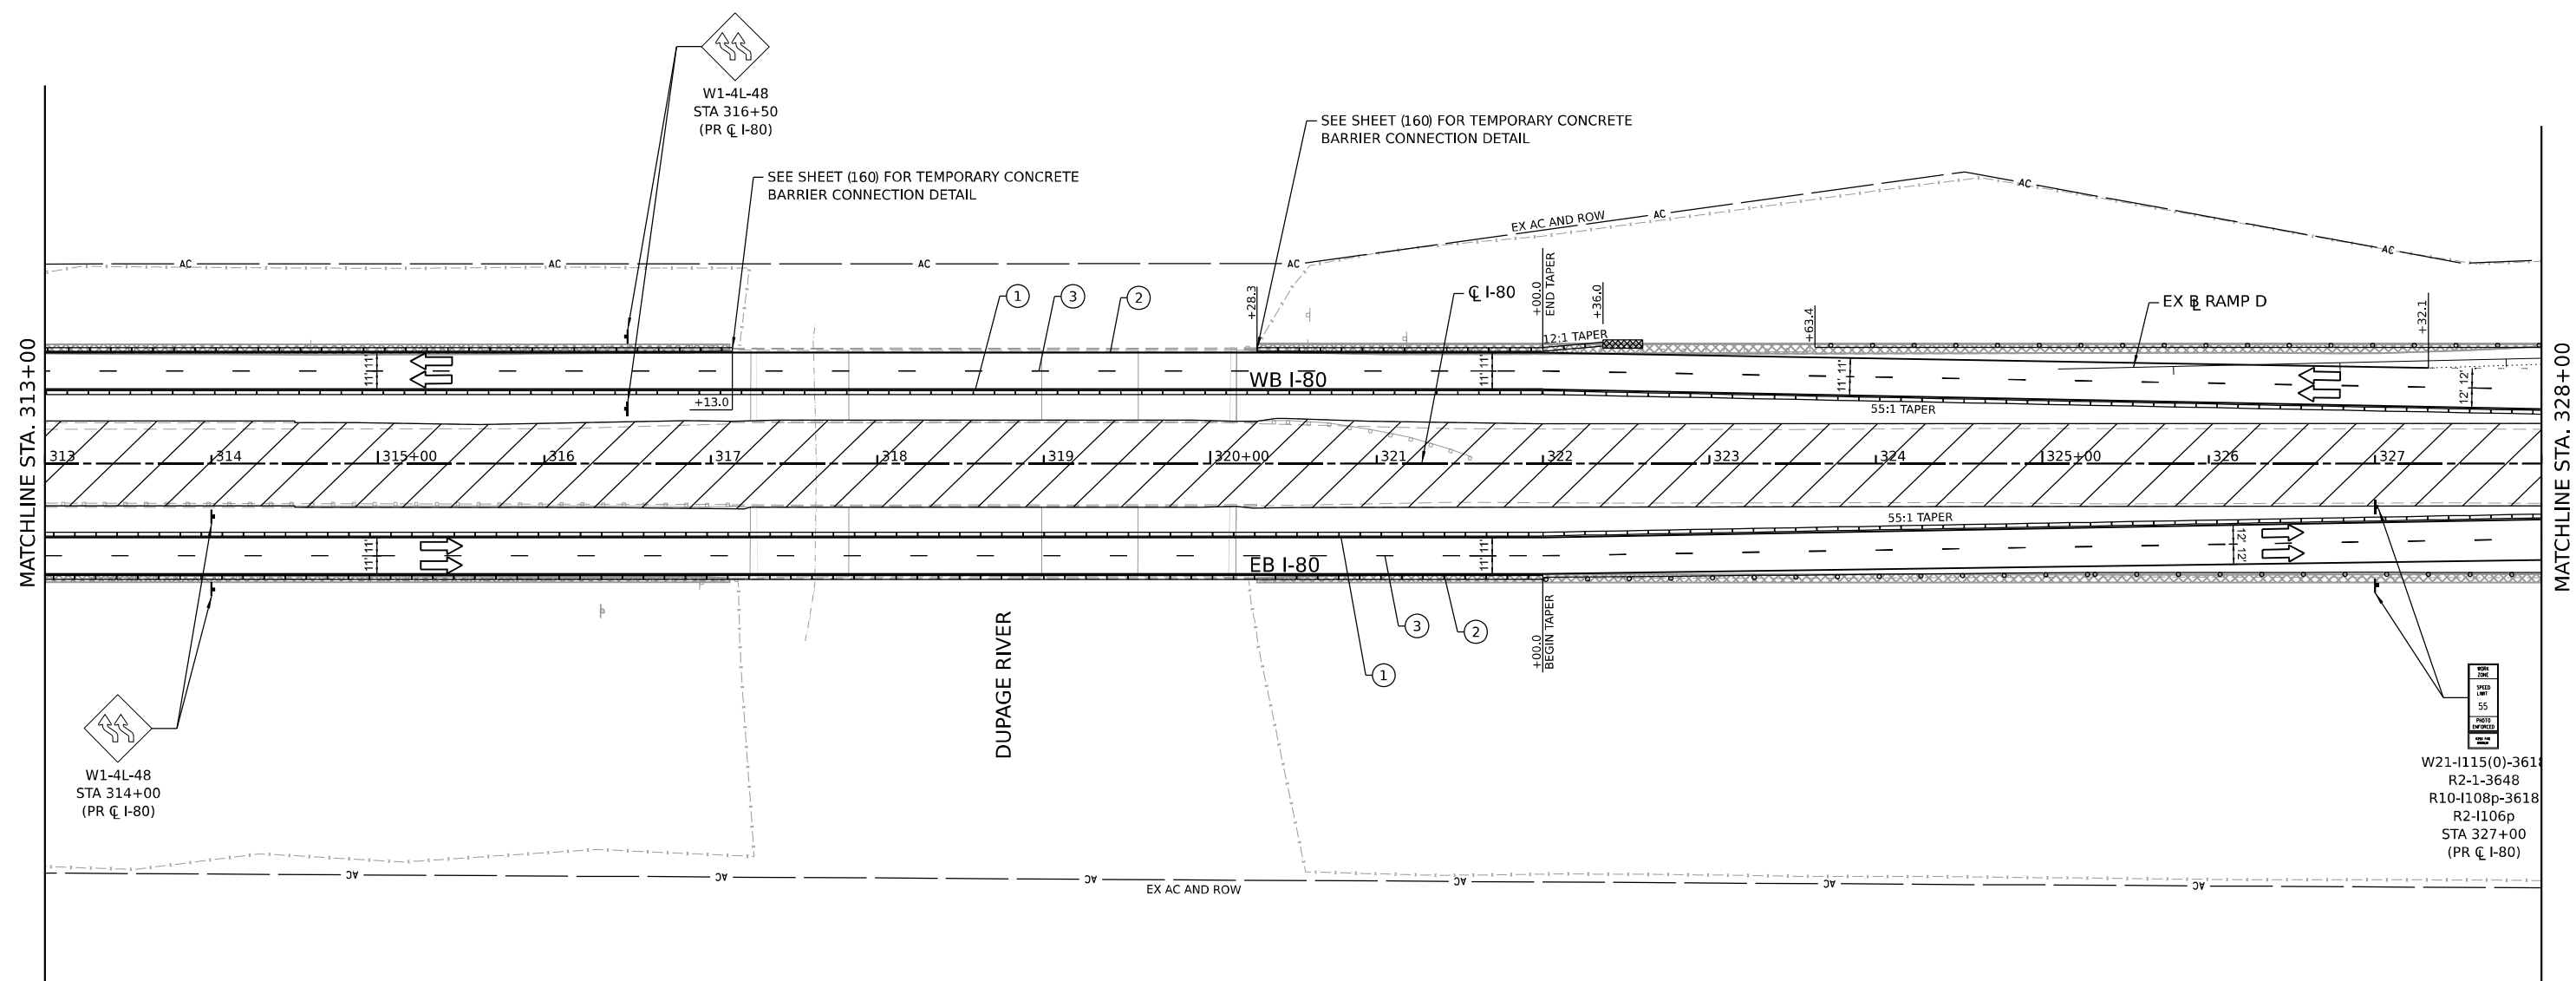 W1-4L-48
STA 316+50
(PR ℄ I-80)
SEE SHEET (160) FOR TEMPORARY CONCRETE
BARRIER CONNECTION DETAIL
SEE SHEET (160) FOR TEMPORARY CONCRETE
BARRIER CONNECTION DETAIL
EX AC AND ROW
AC
AC
AC
AC
AC
AC
AC
AC
MATCHLINE STA. 313+00
MATCHLINE STA. 328+00
1
3
2
+28.3
+00.0
END TAPER
+36.0
℄ I-80
12:1 TAPER
+63.4
EX B RAMP D
+32.1
11' 11'
11' 11'
11' 11'
12' 12'
WB I-80
+13.0
55:1 TAPER
313
314
315+00
316
317
318
319
320+00
321
322
323
324
325+00
326
327
55:1 TAPER
11' 11'
11' 11'
12' 12'
EB I-80
DUPAGE RIVER
+00.0
BEGIN TAPER
3
2
1
W1-4L-48
STA 314+00
(PR ℄ I-80)
WORK
ZONE
SPEED
LIMIT
55
PHOTO
ENFORCED
W21-I115(0)-3618
R2-1-3648
R10-I108p-3618
R2-I106p
STA 327+00
(PR ℄ I-80)
AC
AC
AC
AC
AC
AC
EX AC AND ROW